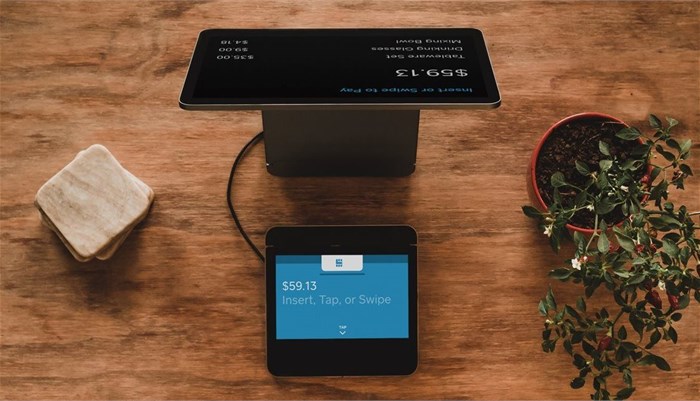 Insert or Swipe to Pay
$59.13
Tableware Set $35.00
Drinking Glasses $9.00
Mixing Bowl $4.18
$59.13
Insert, Tap, or Swipe
TAP